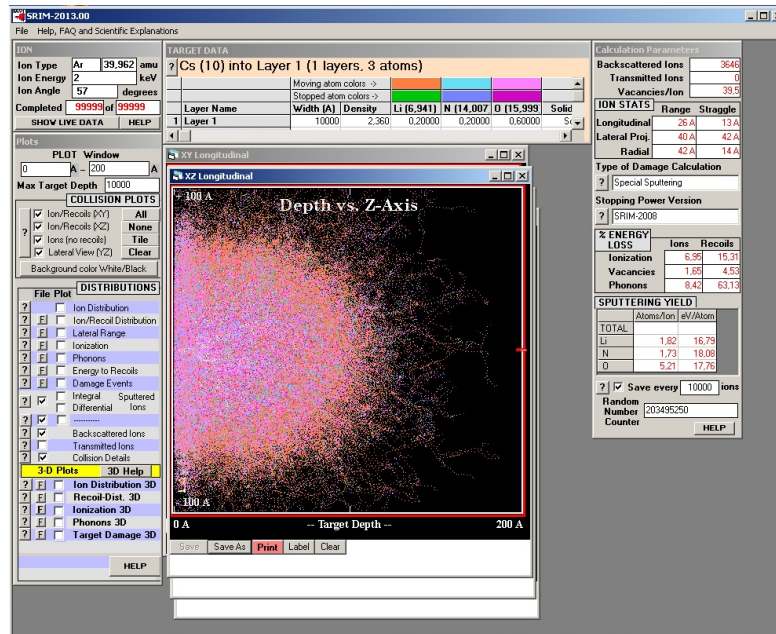 SRIM-2013.00
File Help, FAQ and Scientific Explanations
ION
Ion Type Ar 39,962 amu
Ion Energy 2 keV
Ion Angle 57 degrees
Completed 99999 of 99999
SHOW LIVE DATA HELP
TARGET DATA
? Cs (10) into Layer 1 (1 layers, 3 atoms)
Moving atom colors ->
Stopped atom colors ->
Layer Name Width (A) Density Li (6,941) N (14,007 O (15,999 Solid
1 Layer 1 10000 2,360 0,20000 0,20000 0,60000
Calculation Parameters
Backscattered Ions 3646
Transmitted Ions 0
Vacancies/Ion 39,5
ION STATS Range Straggle
Longitudinal 26 A 13 A
Lateral Proj. 40 A 42 A
Radial 42 A 14 A
Type of Damage Calculation
? Special Sputtering
Stopping Power Version
? SRIM-2008
% ENERGY LOSS Ions Recoils
Ionization 6,95 15,31
Vacancies 1,65 4,53
Phonons 8,42 63,13
SPUTTERING YIELD
Atoms/Ion eV/Atom
TOTAL
Li 1,82 16,79
N 1,73 18,08
O 5,21 17,76
? Save every 10000 ions
Random
Number 203495250
Counter
HELP
Plots
PLOT Window
0 A - 200 A
Max Target Depth 10000
COLLISION PLOTS
Ion/Recoils (XY) All
Ion/Recoils (XZ) None
? Ions (no recoils) Tile
Lateral View (YZ) Clear
Background color White/Black
DISTRIBUTIONS
File Plot
? Ion Distribution
? F Ion/Recoil Distribution
? F Lateral Range
? F Ionization
? F Phonons
? F Energy to Recoils
? F Damage Events
? Integral Sputtered
Differential Ions
? -----------
? Backscattered Ions
? Transmitted Ions
? Collision Details
3-D Plots 3D Help
? F Ion Distribution 3D
? F Recoil-Dist. 3D
? F Ionization 3D
? F Phonons 3D
? F Target Damage 3D
HELP
XY Longitudinal
XZ Longitudinal
+ 100 A
Depth vs. Z-Axis
- 100 A
0 A -- Target Depth -- 200 A
Save Save As Print Label Clear